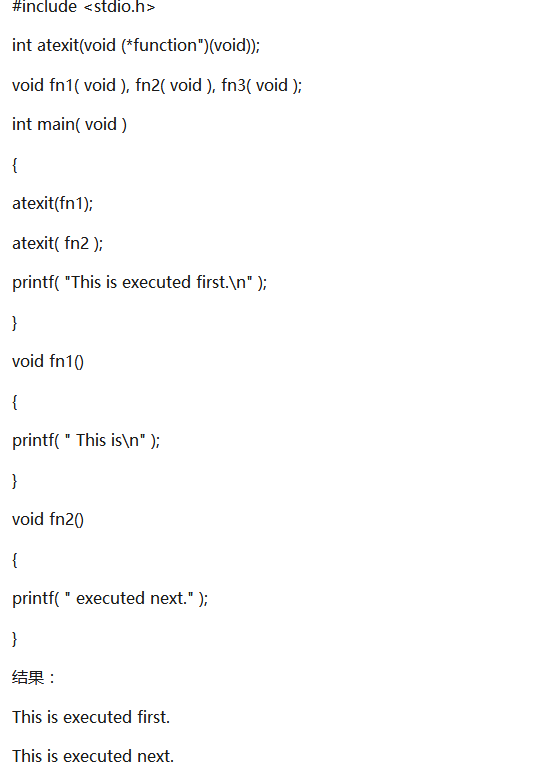 #include <stdio.h>
int atexit(void (*function")(void));
void fn1( void ), fn2( void ), fn3( void );
int main( void )
{
atexit(fn1);
atexit( fn2 );
printf( "This is executed first.\n" );
}
void fn1()
{
printf( " This is\n" );
}
void fn2()
{
printf( " executed next." );
}
结果：
This is executed first.
This is executed next.